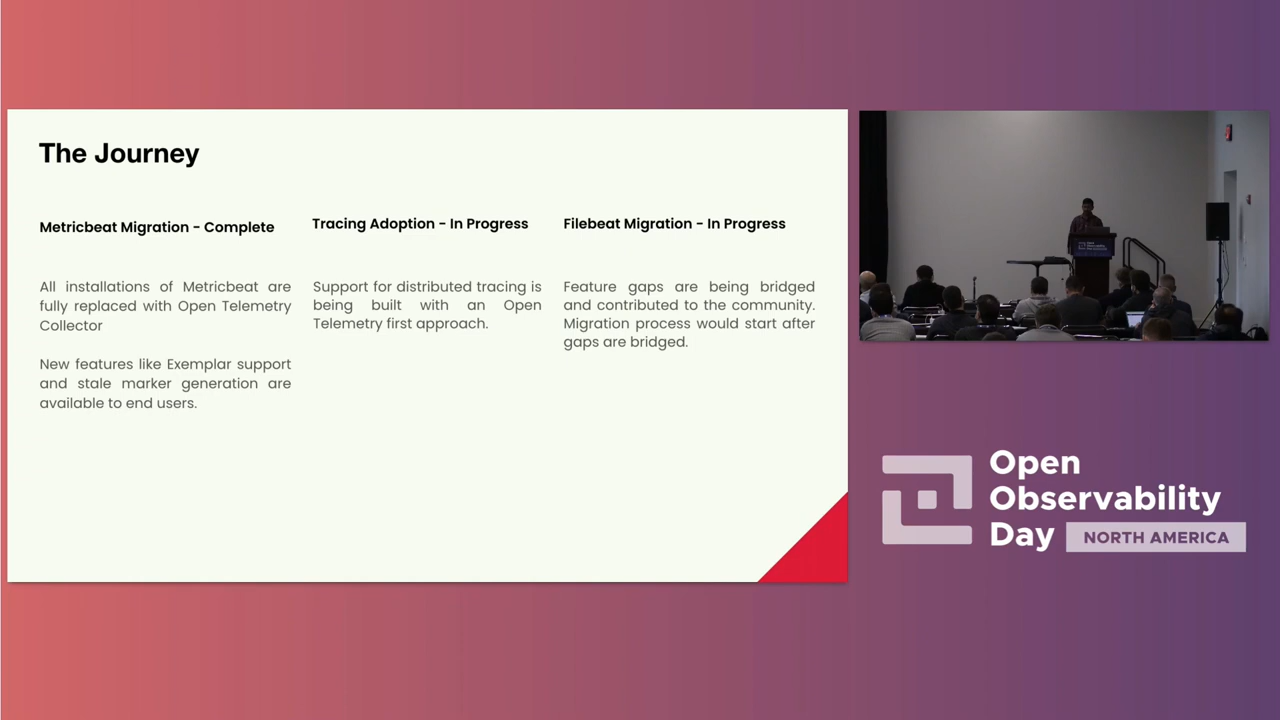 The Journey
Metricbeat Migration - Complete
All installations of Metricbeat are
fully replaced with Open Telemetry
Collector
New features like Exemplar support
and stale marker generation are
available to end users.
Tracing Adoption - In Progress
Support for distributed tracing is
being built with an Open
Telemetry first approach.
Filebeat Migration - In Progress
Feature gaps are being bridged
and contributed to the community.
Migration process would start after
gaps are bridged.
Open
Observability
Day NORTH AMERICA